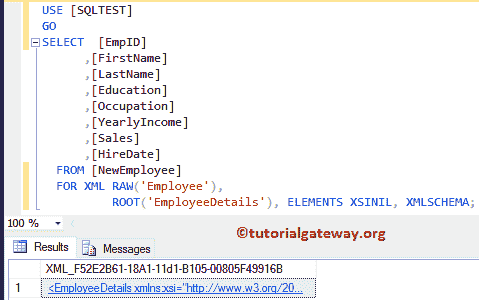 USE [SQLTEST]
GO
SELECT [EmpID]
,[FirstName]
,[LastName]
,[Education]
,[Occupation]
,[YearlyIncome]
,[Sales]
,[HireDate]
FROM [NewEmployee]
FOR XML RAW('Employee'),
ROOT('EmployeeDetails'), ELEMENTS XSINIL, XMLSCHEMA;
100 %
©tutorialgateway.org
Results Messages
XML_F52E2B61-18A1-11d1-B105-00805F49916B
1 <EmployeeDetails xmlns:xsi="http://www.w3.org/20...